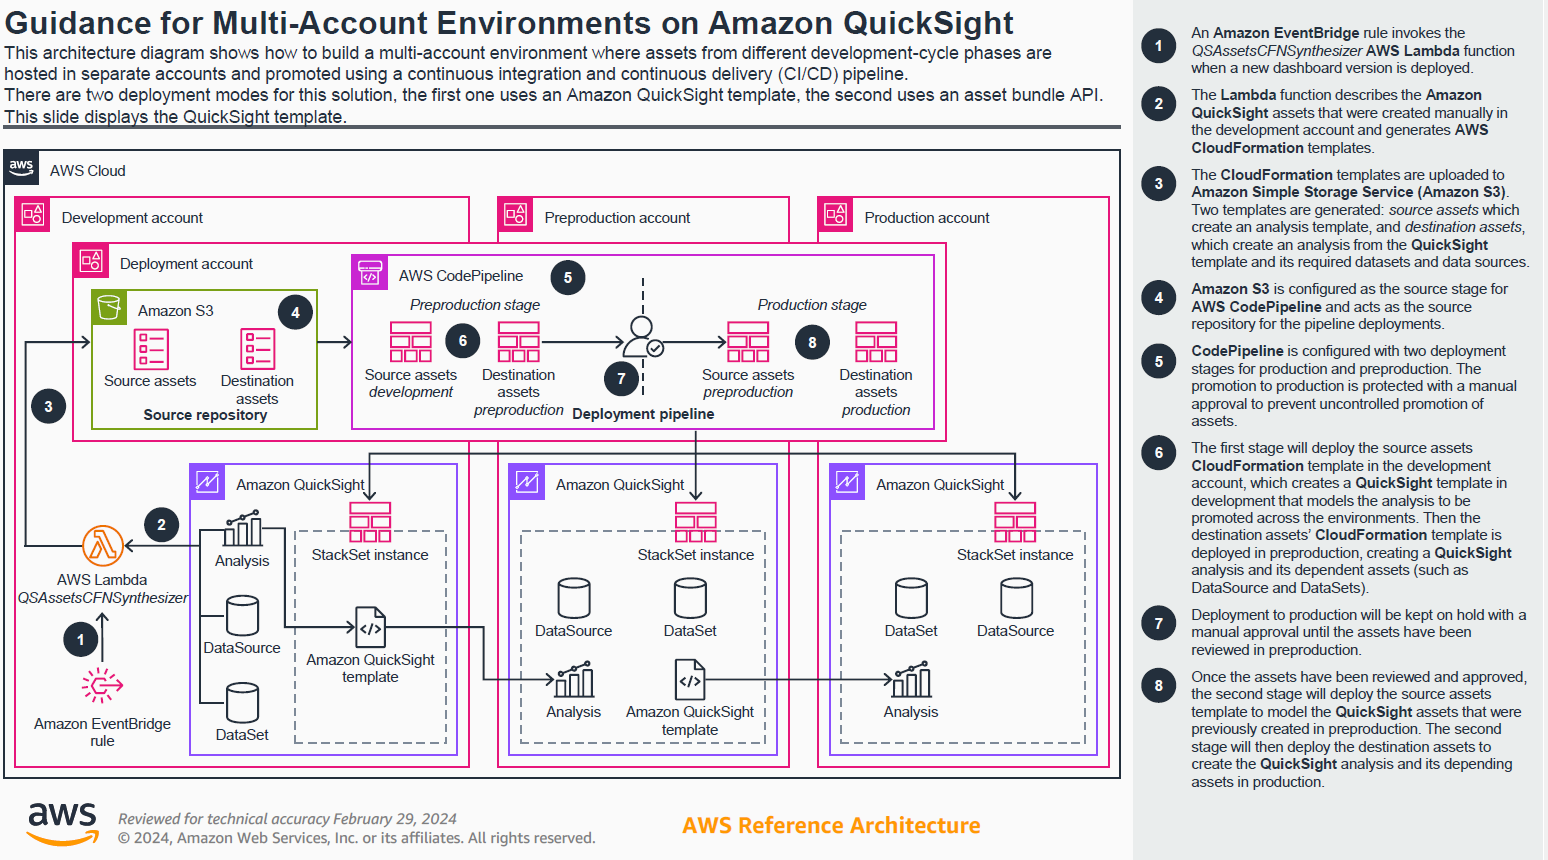 Guidance for Multi-Account Environments on Amazon QuickSight
This architecture diagram shows how to build a multi-account environment where assets from different development-cycle phases are
hosted in separate accounts and promoted using a continuous integration and continuous delivery (CI/CD) pipeline.
There are two deployment modes for this solution, the first one uses an Amazon QuickSight template, the second uses an asset bundle API.
This slide displays the QuickSight template.
aws
AWS Cloud
Development account
Preproduction account
Production account
Deployment account
Amazon S3
4
Source assets
Destination
assets
Source repository
AWS CodePipeline
5
Preproduction stage
Production stage
6
8
7
Source assets
development
Destination
assets
preproduction
Deployment pipeline
Source assets
preproduction
Destination
assets
production
3
2
1
AWS Lambda
QSAssetsCFNSynthesizer
Amazon EventBridge
rule
Amazon QuickSight
Analysis
DataSource
DataSet
StackSet instance
Amazon QuickSight
template
Amazon QuickSight
StackSet instance
DataSource
DataSet
Analysis
Amazon QuickSight
template
Amazon QuickSight
StackSet instance
DataSet
DataSource
Analysis
aws
Reviewed for technical accuracy February 29, 2024
© 2024, Amazon Web Services, Inc. or its affiliates. All rights reserved.
AWS Reference Architecture
1
An Amazon EventBridge rule invokes the
QSAssetsCFNSynthesizer AWS Lambda function
when a new dashboard version is deployed.
2
The Lambda function describes the Amazon
QuickSight assets that were created manually in
the development account and generates AWS
CloudFormation templates.
3
The CloudFormation templates are uploaded to
Amazon Simple Storage Service (Amazon S3).
Two templates are generated: source assets which
create an analysis template, and destination assets,
which create an analysis from the QuickSight
template and its required datasets and data sources.
4
Amazon S3 is configured as the source stage for
AWS CodePipeline and acts as the source
repository for the pipeline deployments.
5
CodePipeline is configured with two deployment
stages for production and preproduction. The
promotion to production is protected with a manual
approval to prevent uncontrolled promotion of
assets.
6
The first stage will deploy the source assets
CloudFormation template in the development
account, which creates a QuickSight template in
development that models the analysis to be
promoted across the environments. Then the
destination assets' CloudFormation template is
deployed in preproduction, creating a QuickSight
analysis and its dependent assets (such as
DataSource and DataSets).
7
Deployment to production will be kept on hold with a
manual approval until the assets have been
reviewed in preproduction.
8
Once the assets have been reviewed and approved,
the second stage will deploy the source assets
template to model the QuickSight assets that were
previously created in preproduction. The second
stage will then deploy the destination assets to
create the QuickSight analysis and its depending
assets in production.